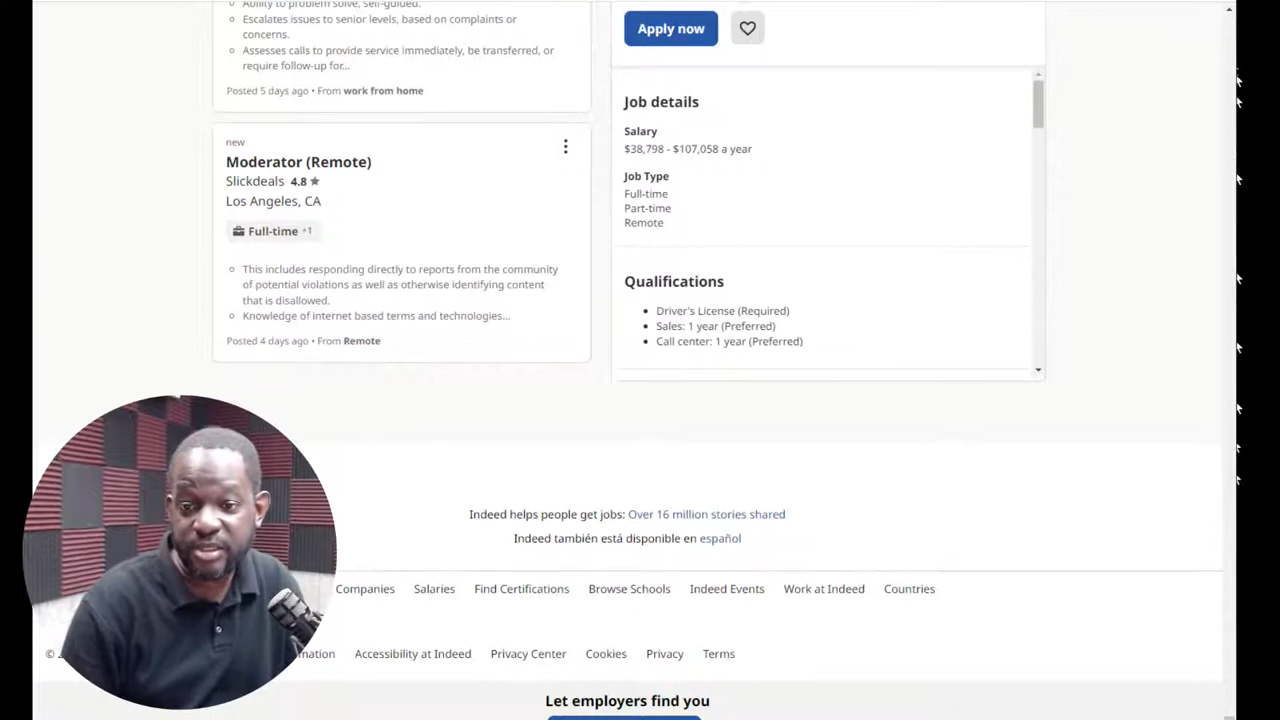 Ability to problem solve, self-guided.
Escalates issues to senior levels, based on complaints or
concerns.
Assesses calls to provide service immediately, be transferred, or
require follow-up for...
Posted 5 days ago • From work from home
new
Moderator (Remote)
Slickdeals 4.8 ★
Los Angeles, CA
Full-time +1
This includes responding directly to reports from the community
of potential violations as well as otherwise identifying content
that is disallowed.
Knowledge of internet based terms and technologies...
Posted 4 days ago • From Remote
Apply now
Job details
Salary
$38,798 - $107,058 a year
Job Type
Full-time
Part-time
Remote
Qualifications
Driver's License (Required)
Sales: 1 year (Preferred)
Call center: 1 year (Preferred)
Indeed helps people get jobs: Over 16 million stories shared
Indeed también está disponible en español
Companies Salaries Find Certifications Browse Schools Indeed Events Work at Indeed Countries
© Accessibility at Indeed Privacy Center Cookies Privacy Terms
Let employers find you